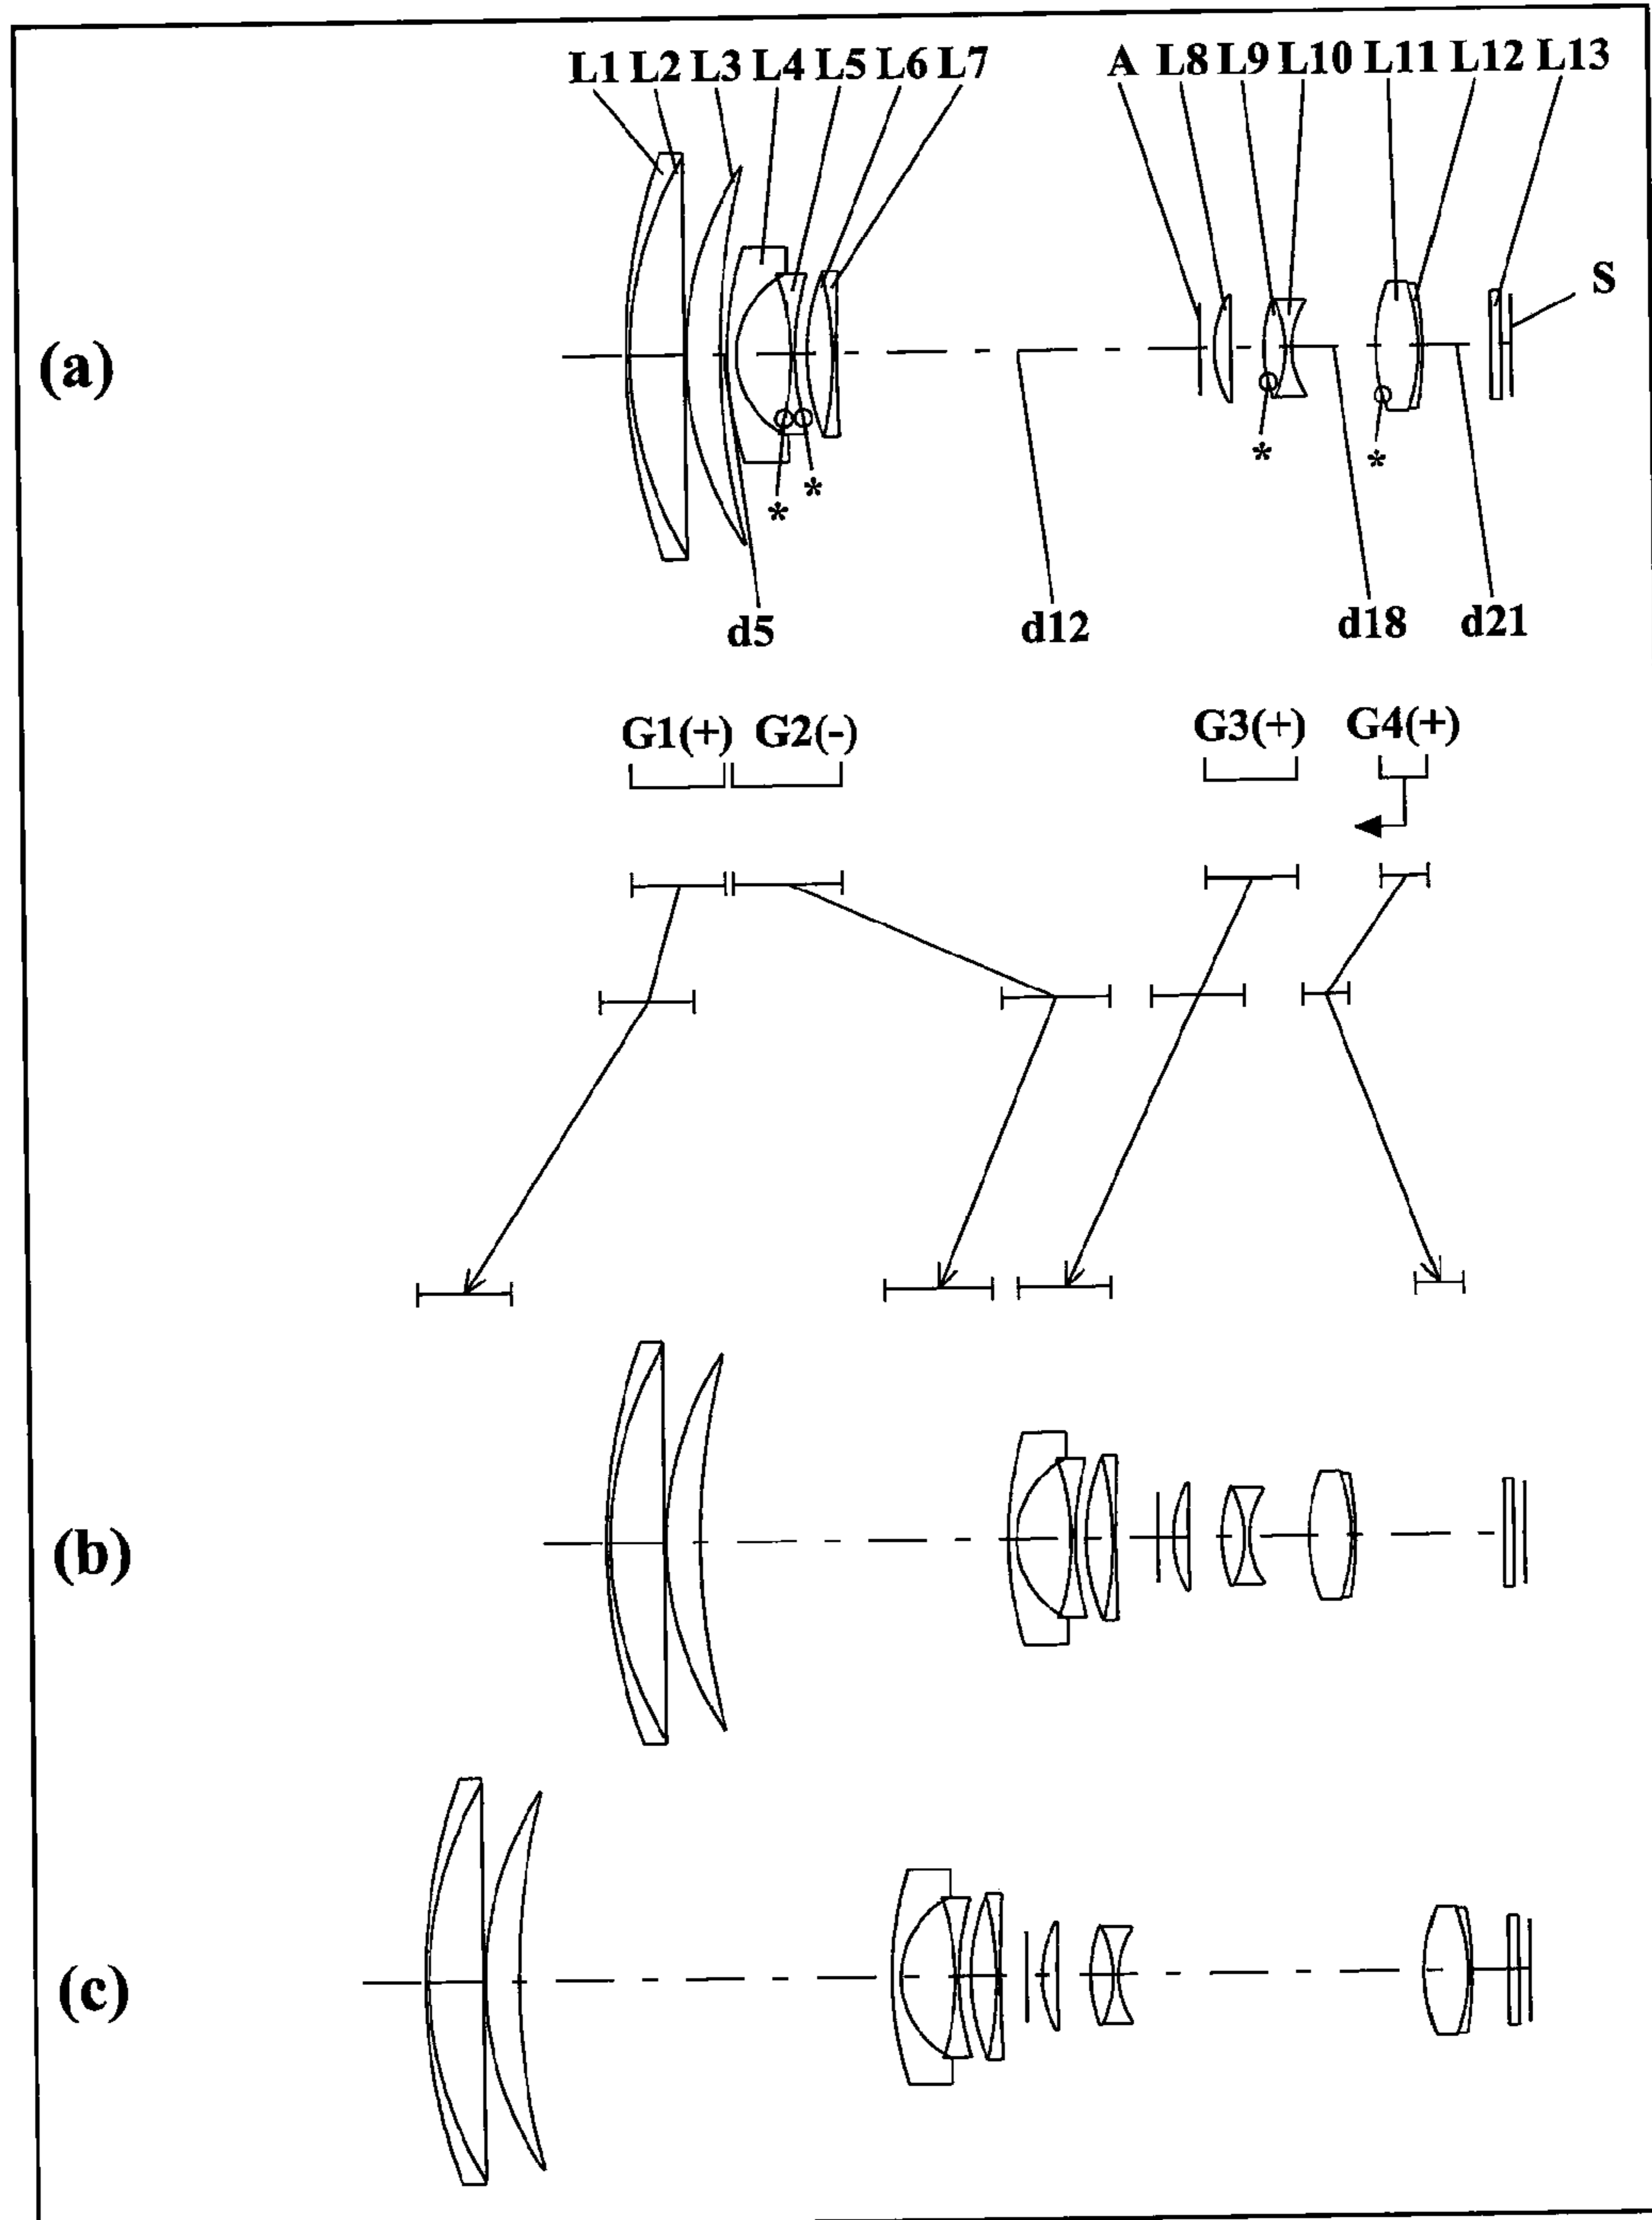 L1 L2 L3 L4 L5 L6 L7 A L8 L9 L10 L11 L12 L13
S
(a)
* * * *
d5 d12 d18 d21
G1(+) G2(-) G3(+) G4(+)
(b)
(c)